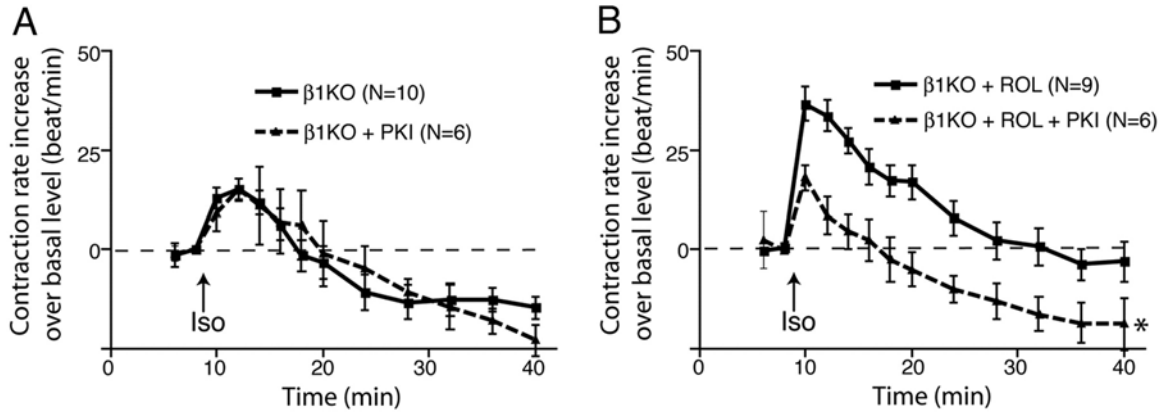 A
Contraction rate increase
over basal level (beat/min)
50
25
0
β1KO (N=10)
β1KO + PKI (N=6)
Iso
0
10
20
30
40
Time (min)
B
Contraction rate increase
over basal level (beat/min)
50
25
0
β1KO + ROL (N=9)
β1KO + ROL + PKI (N=6)
*
Iso
0
10
20
30
40
Time (min)